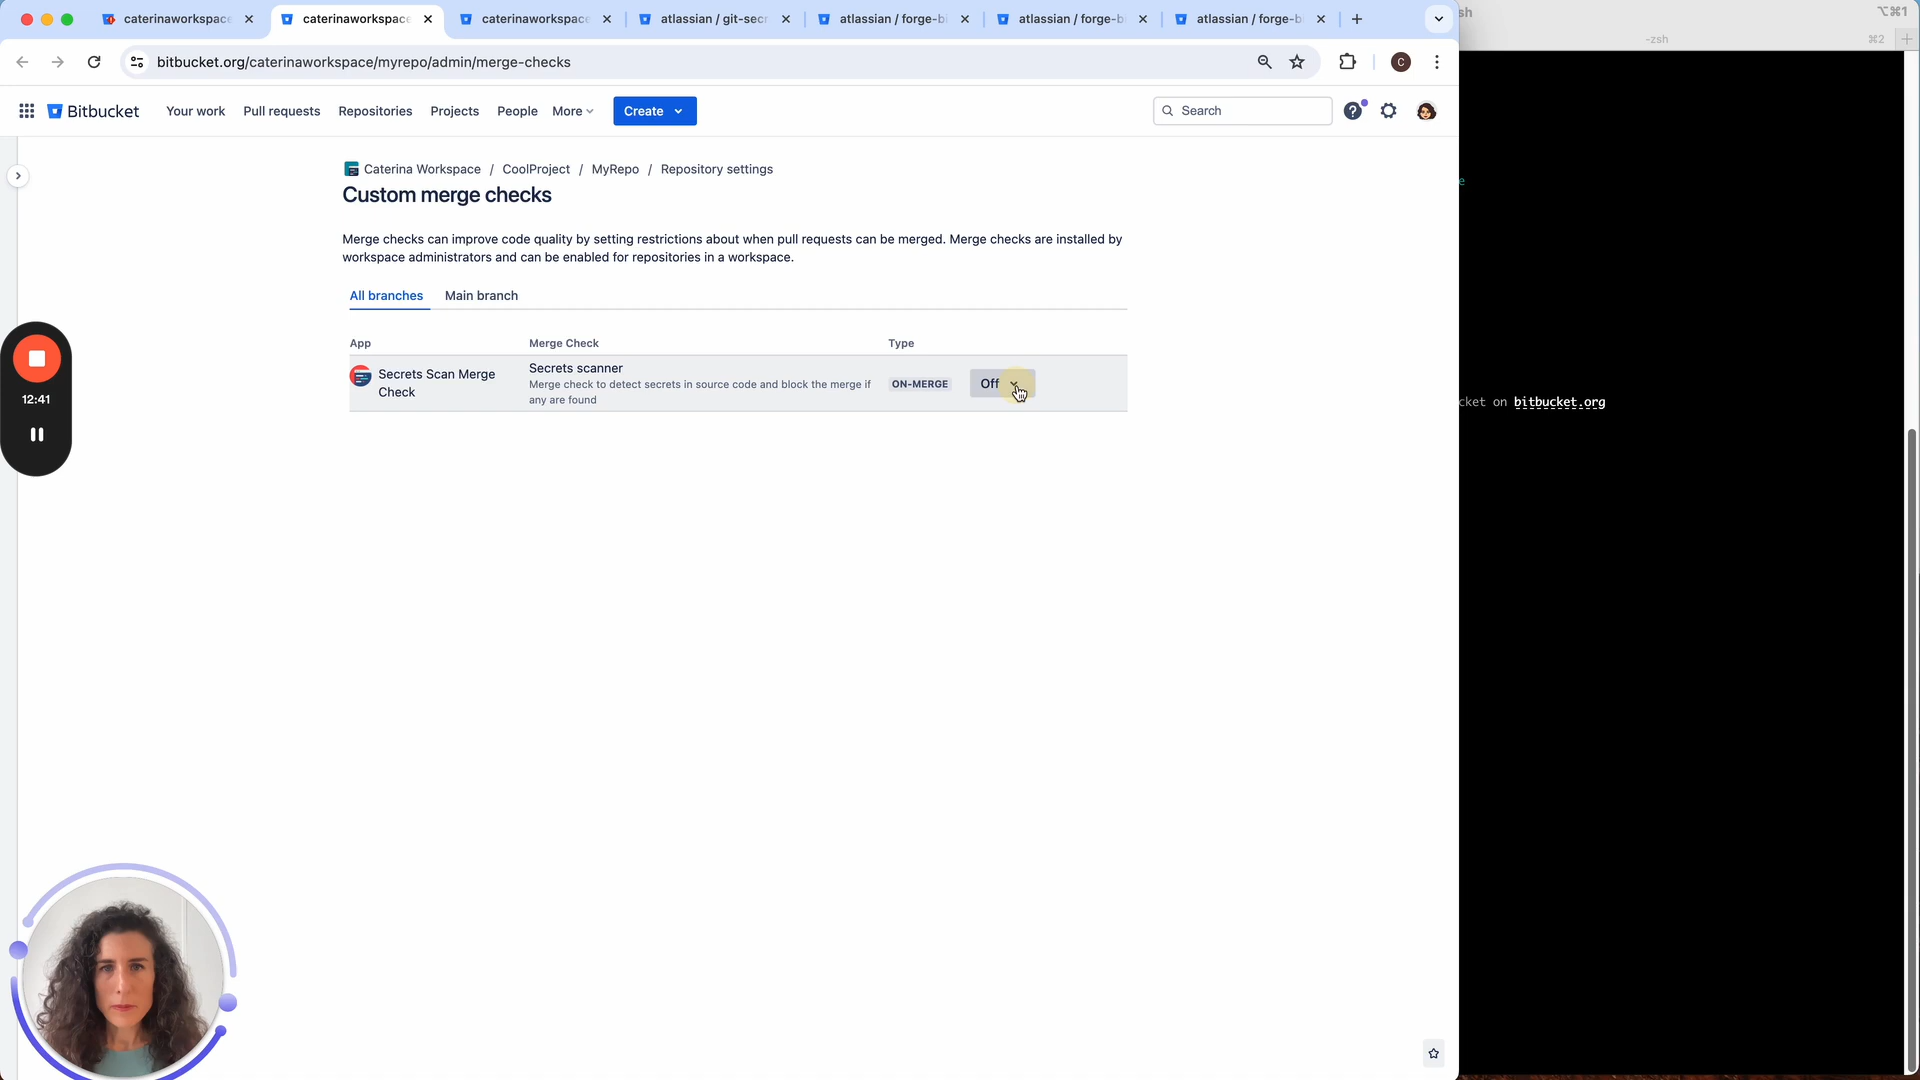 caterinaworkspace
caterinaworkspace
caterinaworkspace
atlassian / git-sec
atlassian / forge-b
atlassian / forge-b
atlassian / forge-b
sh
⌥⌘1
-zsh
⌘2
bitbucket.org/caterinaworkspace/myrepo/admin/merge-checks
C
Bitbucket
Your work
Pull requests
Repositories
Projects
People
More
Create
Search
Caterina Workspace / CoolProject / MyRepo / Repository settings
Custom merge checks
Merge checks can improve code quality by setting restrictions about when pull requests can be merged. Merge checks are installed by
workspace administrators and can be enabled for repositories in a workspace.
All branches
Main branch
App
Merge Check
Type
Secrets Scan Merge
Check
Secrets scanner
Merge check to detect secrets in source code and block the merge if
any are found
ON-MERGE
Off
12:41
e
cket on bitbucket.org